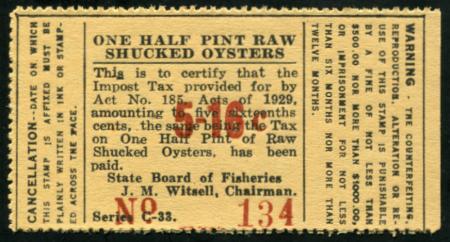 CANCELLATION—DATE ON WHICH
THIS STAMP IS AFFIXED MUST BE
PLAINLY WRITTEN IN INK OR STAMP-
ED ACROSS THE FACE.
ONE HALF PINT RAW
SHUCKED OYSTERS
This is to certify that the
Impost Tax provided for by
Act No. 185, Acts of 1929,
amounting to five sixteenths
cents, the same being the Tax
on One Half Pint of Raw
Shucked Oysters, has been
paid.
State Board of Fisheries
J. M. Witsell, Chairman.
Series C-33.
No 134
WARNING. THE COUNTERFEITING,
REPRODUCTION, ALTERATION OR RE-
USE OF THIS STAMP IS PUNISHABLE
BY A FINE OF NOT LESS THAN
$500.00 NOR MORE THAN $1000.00,
OR IMPRISONMENT FOR NOT LESS
THAN SIX MONTHS NOR MORE THAN
TWELVE MONTHS.